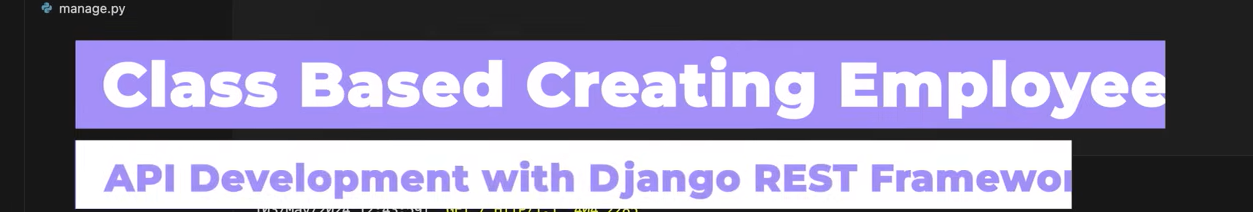 manage.py
Class Based Creating Employee
API Development with Django REST Framewor